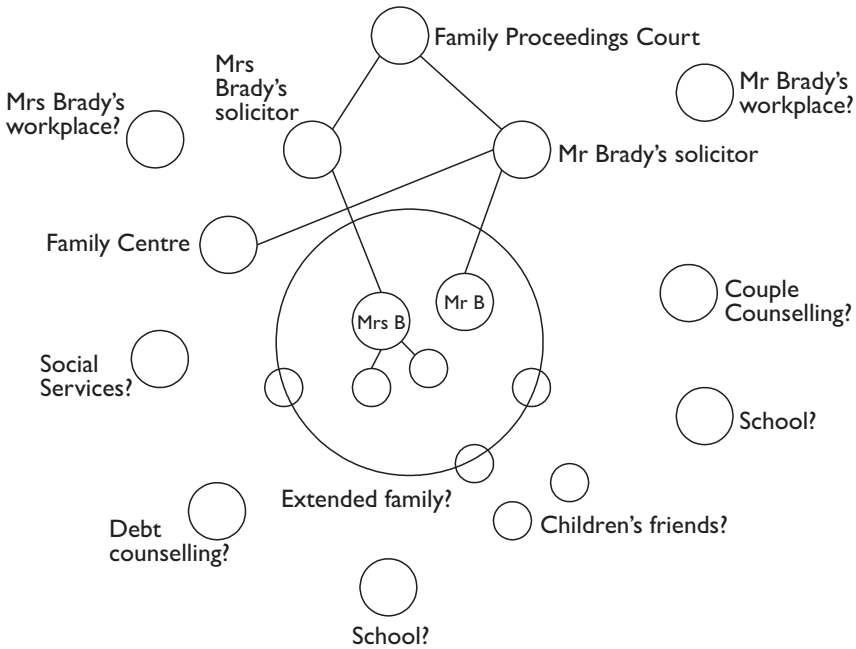 Family Proceedings Court
Mrs
Brady’s
solicitor
Mr Brady’s
workplace?
Mrs Brady’s
workplace?
Mr Brady’s solicitor
Family Centre
Couple
Counselling?
Mr B
Mrs B
Social
Services?
School?
Extended family?
Children’s friends?
Debt
counselling?
School?